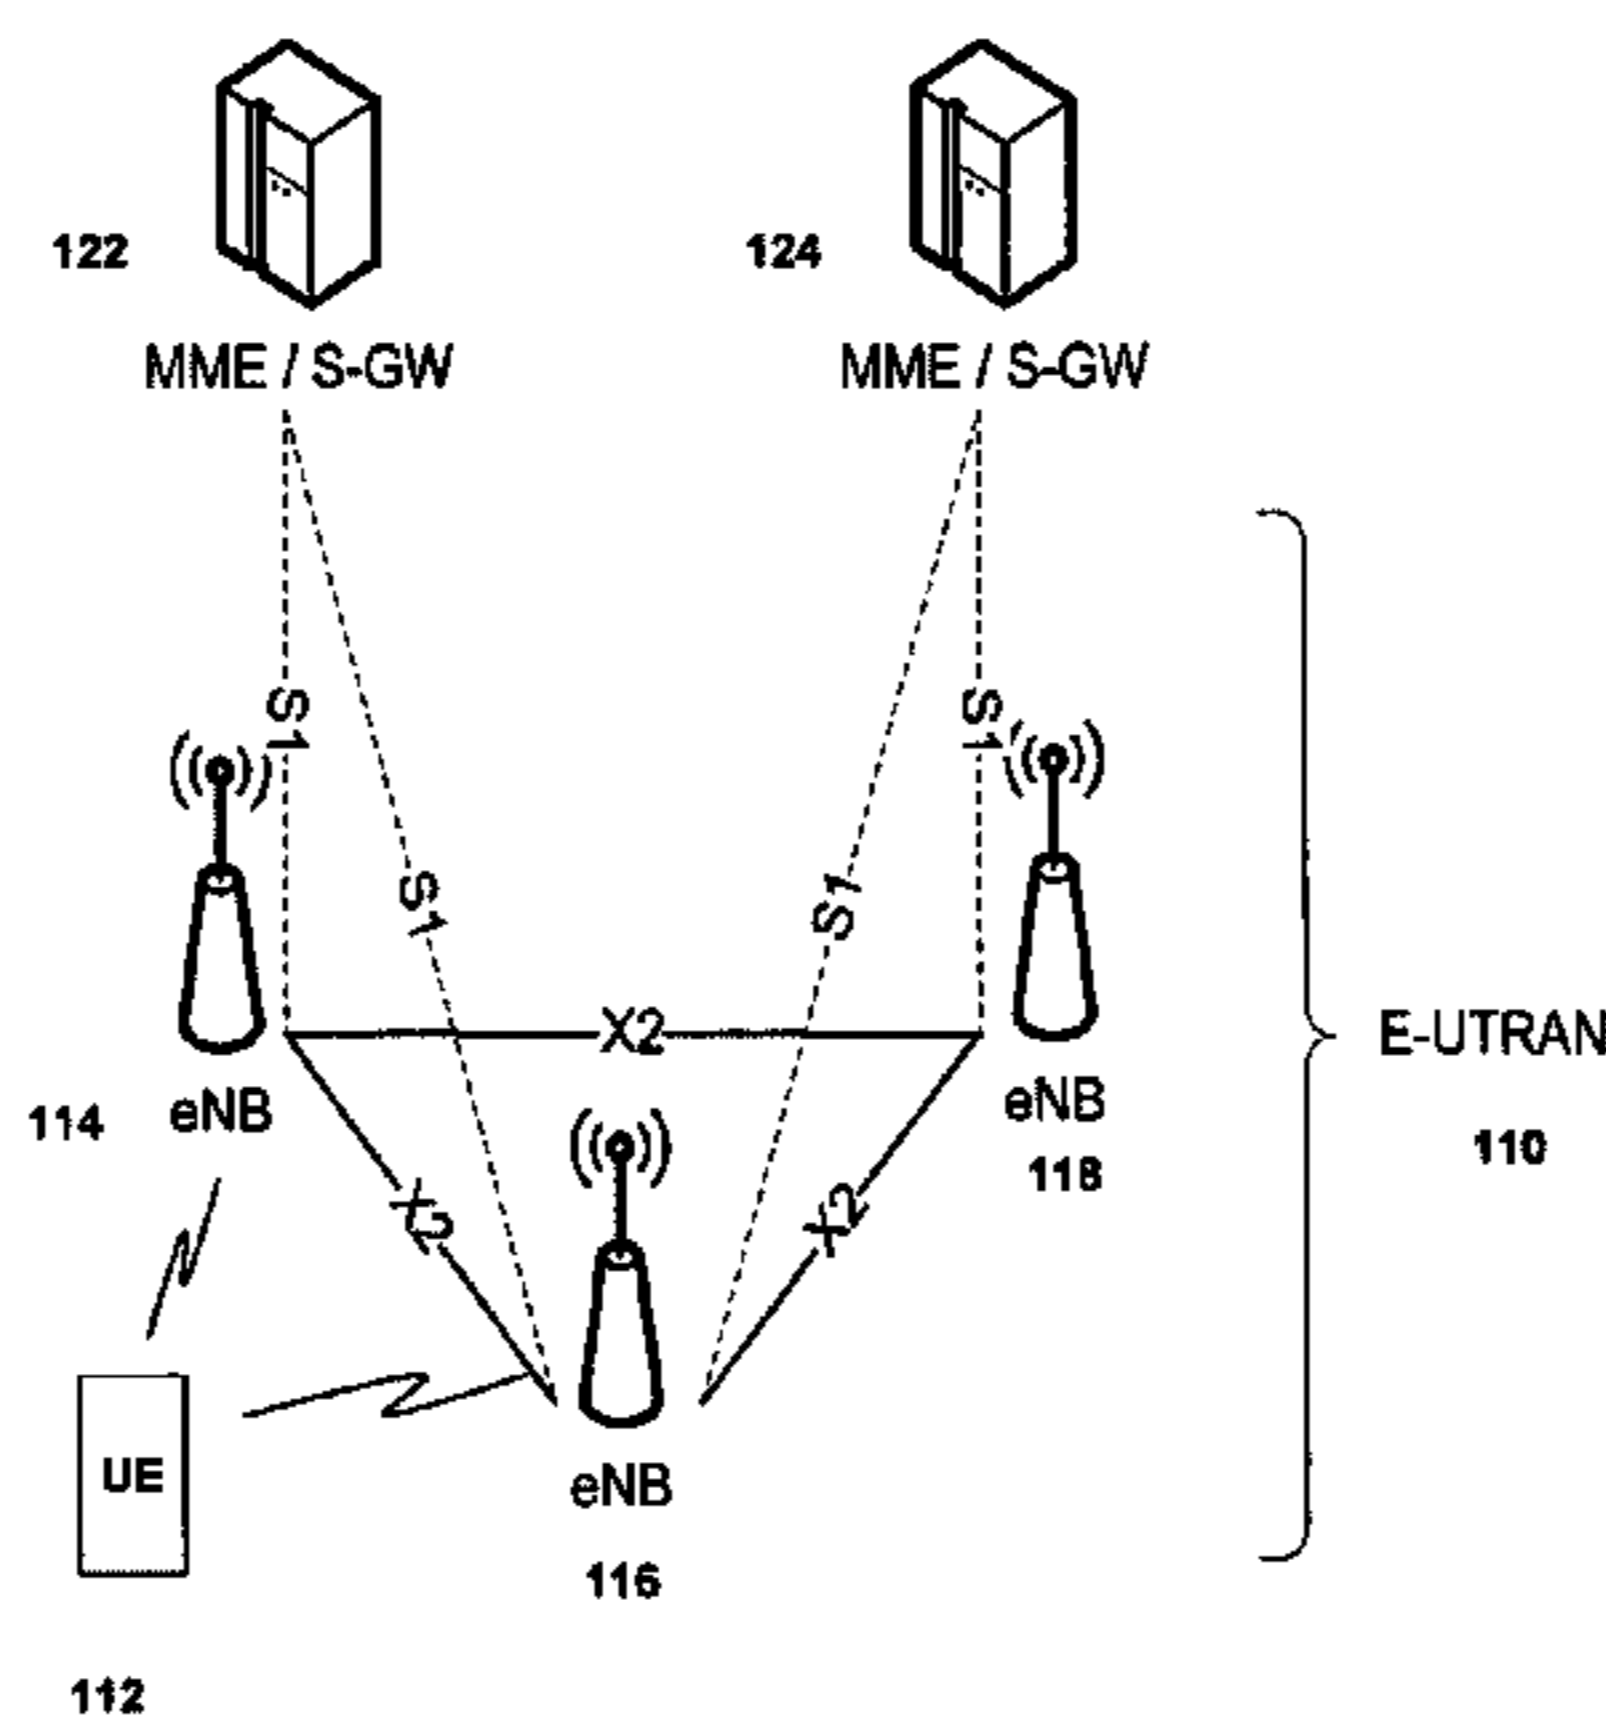 122
124
MME / S-GW
MME / S-GW
S1
S1
S1
S1
X2
E-UTRAN
eNB
eNB
114
110
118
X2
X2
UE
eNB
116
112